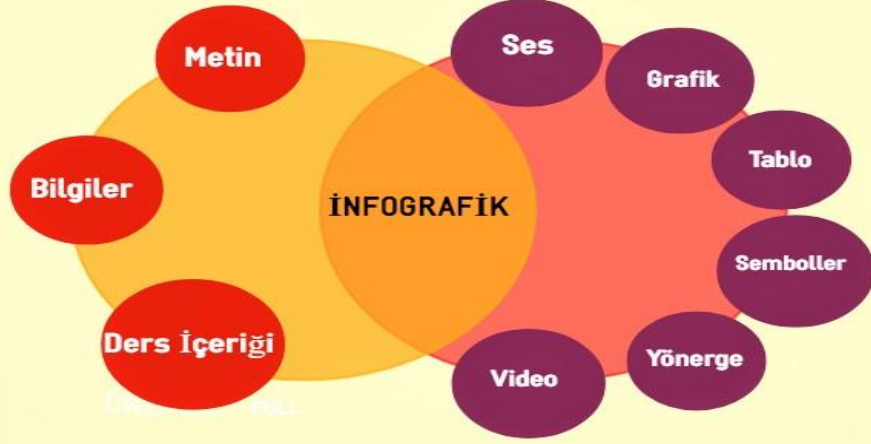 Metin
Bilgiler
Ders İçeriği
İNFOGRAFİK
Ses
Grafik
Tablo
Semboller
Yönerge
Video